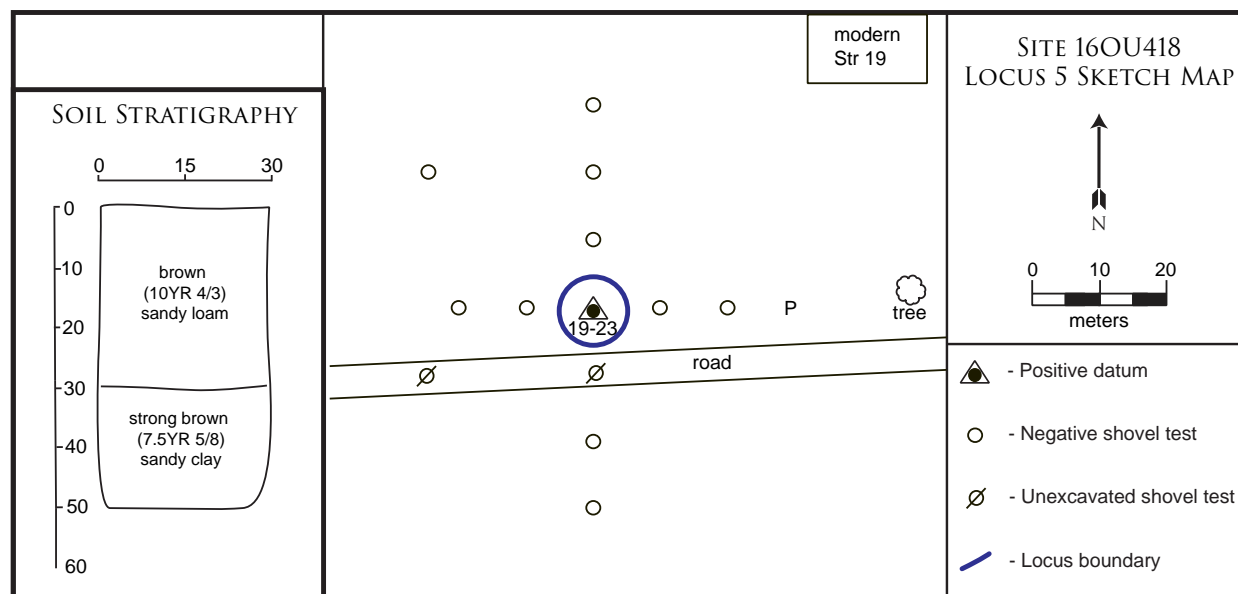 SOIL STRATIGRAPHY
0 15 30
0
10
20
30
40
50
60
brown
(10YR 4/3)
sandy loam
strong brown
(7.5YR 5/8)
sandy clay
modern
Str 19
19-23
P
tree
road
SITE 16OU418
LOCUS 5 SKETCH MAP
N
0 10 20
meters
- Positive datum
- Negative shovel test
- Unexcavated shovel test
- Locus boundary